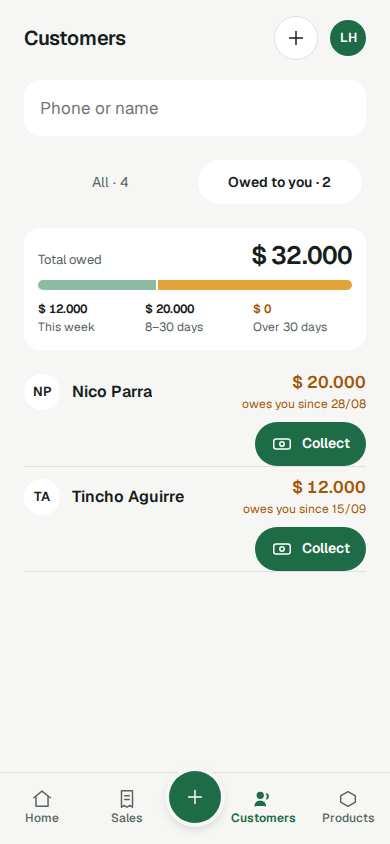 Customers
LH
Phone or name
All · 4
Owed to you · 2
Total owed
$ 32.000
$ 12.000
$ 20.000
$ 0
This week
8–30 days
Over 30 days
NP
Nico Parra
$ 20.000
owes you since 28/08
Collect
TA
Tincho Aguirre
$ 12.000
owes you since 15/09
Collect
Home
Sales
Customers
Products